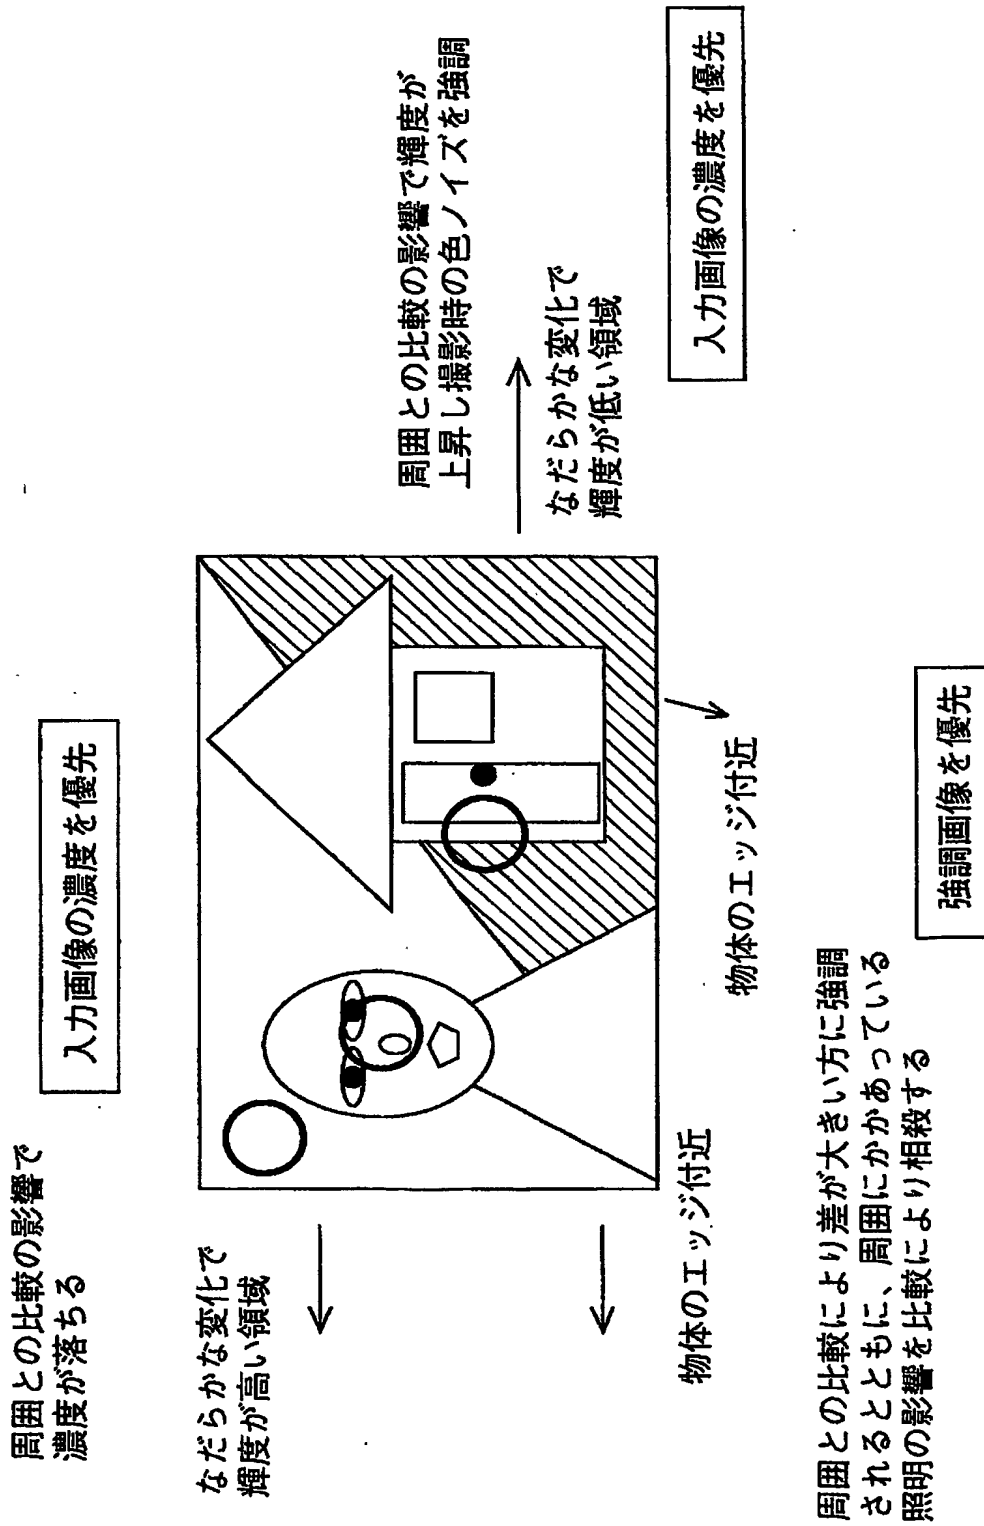 周囲との比較の影響で
濃度が落ちる
入力画像の濃度を優先
なだらかな変化で
輝度が高い領域
周囲との比較の影響で輝度が
上昇し撮影時の色ノイズを強調
なだらかな変化で
輝度が低い領域
入力画像の濃度を優先
物体のエッジ付近
物体のエッジ付近
周囲との比較により差が大きい方に強調
されるとともに、周囲にかかあっている
照明の影響を比較により相殺する
強調画像を優先